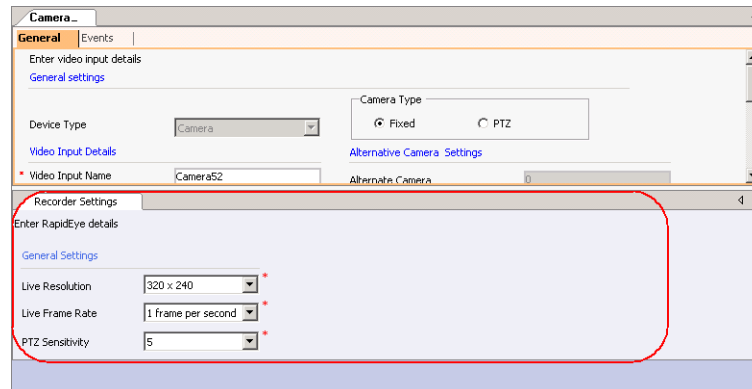 Camera_
General Events
Enter video input details
General settings
Camera Type
Fixed PTZ
Device Type Camera
Video Input Details Alternative Camera Settings
* Video Input Name Camera52 Alternate Camera 0
Recorder Settings
Enter RapidEye details
General Settings
Live Resolution 320 x 240 *
Live Frame Rate 1 frame per second *
PTZ Sensitivity 5 *